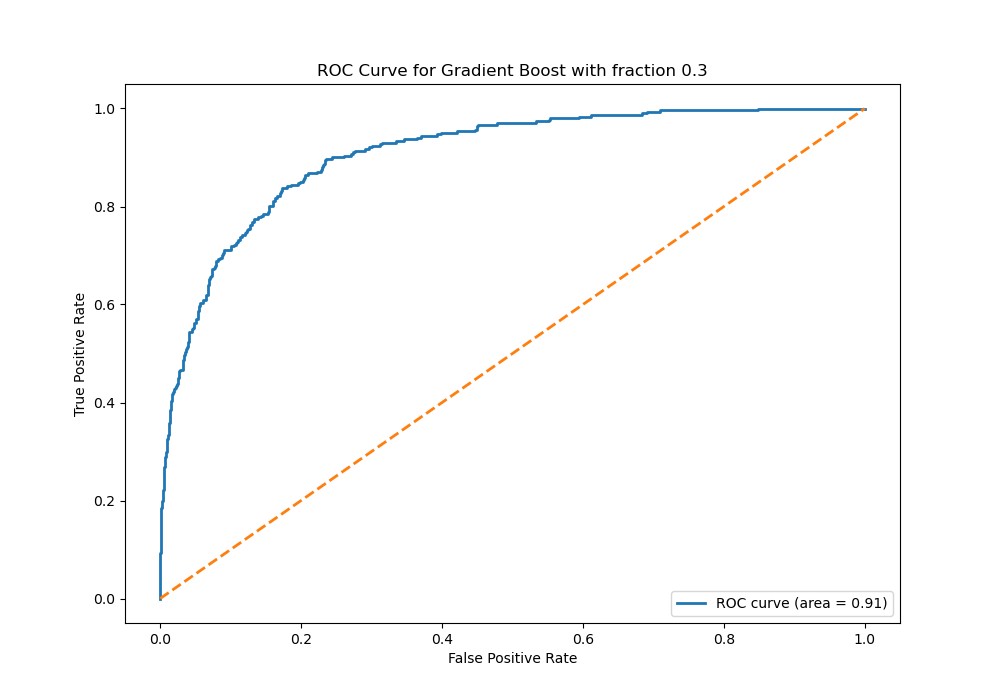 ROC Curve for Gradient Boost with fraction 0.3
1.0
0.8
0.6
0.4
0.2
0.0
True Positive Rate
ROC curve (area = 0.91)
0.0 0.2 0.4 0.6 0.8 1.0
False Positive Rate